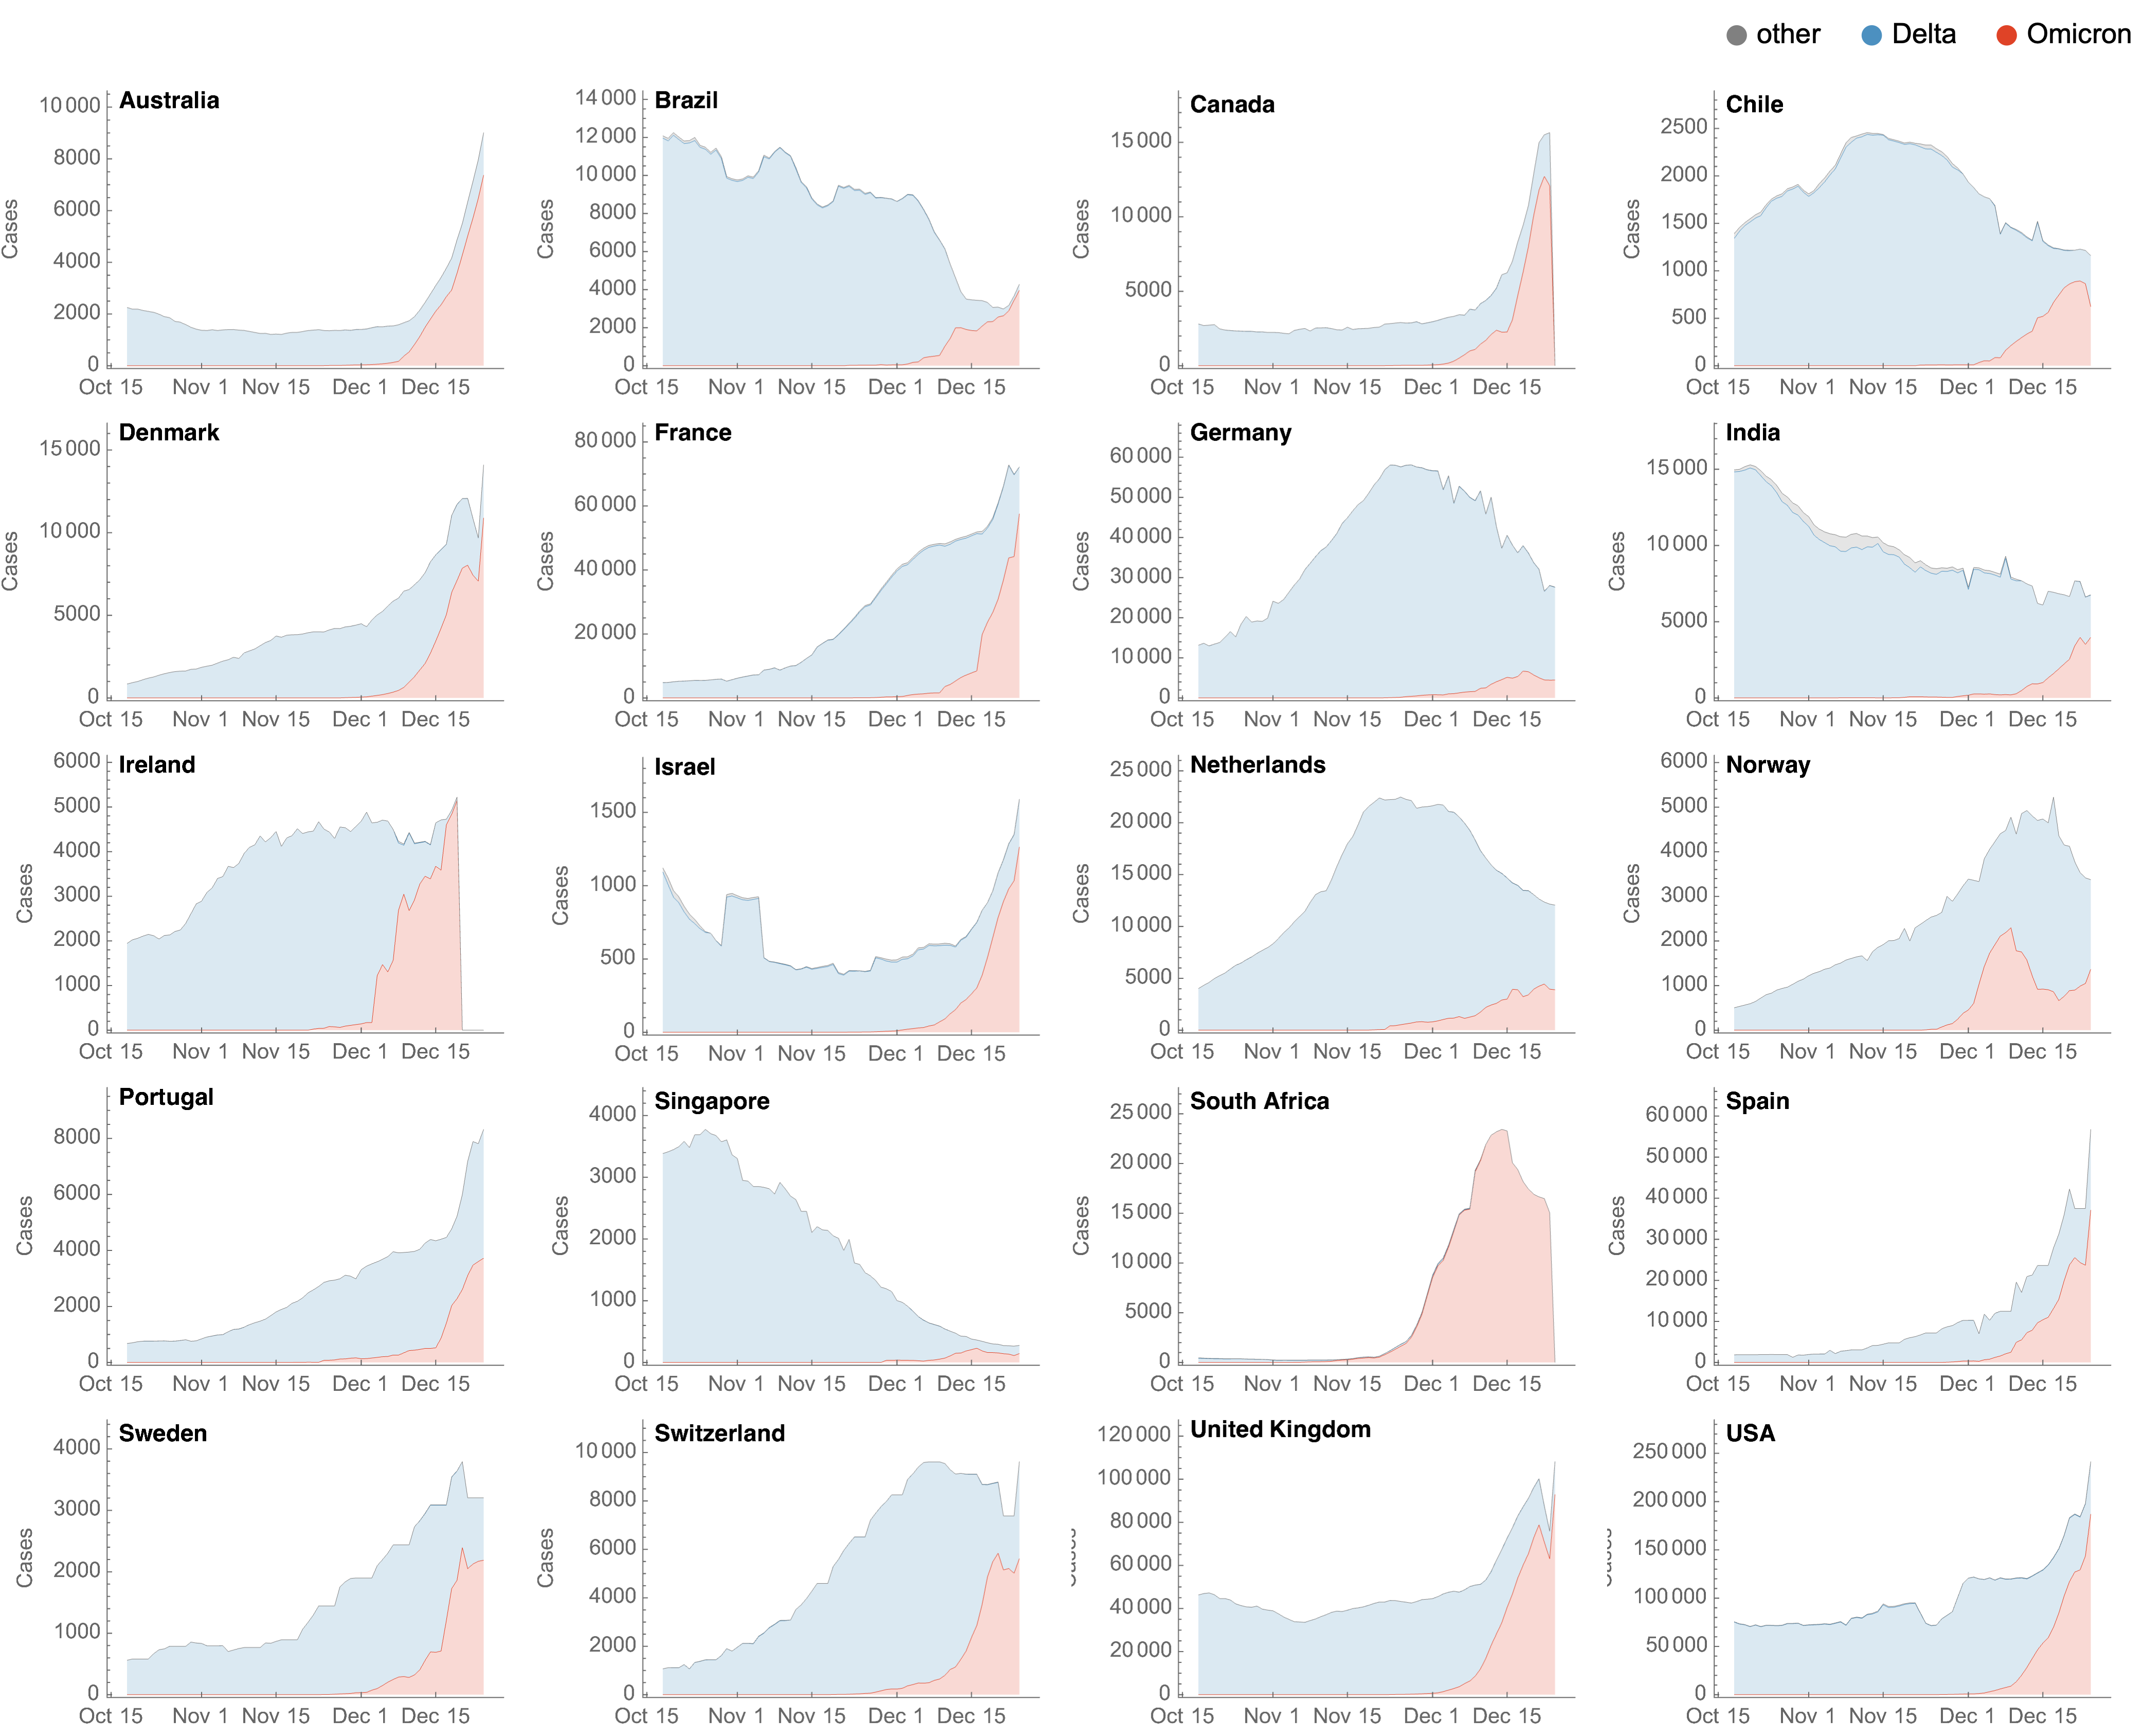 other Delta Omicron
Australia
Cases
10 000
8000
6000
4000
2000
0
Oct 15 Nov 1 Nov 15 Dec 1 Dec 15
Brazil
Cases
14 000
12 000
10 000
8000
6000
4000
2000
0
Oct 15 Nov 1 Nov 15 Dec 1 Dec 15
Canada
Cases
15 000
10 000
5000
0
Oct 15 Nov 1 Nov 15 Dec 1 Dec 15
Chile
Cases
2500
2000
1500
1000
500
0
Oct 15 Nov 1 Nov 15 Dec 1 Dec 15
Denmark
Cases
15 000
10 000
5000
0
Oct 15 Nov 1 Nov 15 Dec 1 Dec 15
France
Cases
80 000
60 000
40 000
20 000
0
Oct 15 Nov 1 Nov 15 Dec 1 Dec 15
Germany
Cases
60 000
50 000
40 000
30 000
20 000
10 000
0
Oct 15 Nov 1 Nov 15 Dec 1 Dec 15
India
Cases
15 000
10 000
5000
0
Oct 15 Nov 1 Nov 15 Dec 1 Dec 15
Ireland
Cases
6000
5000
4000
3000
2000
1000
0
Oct 15 Nov 1 Nov 15 Dec 1 Dec 15
Israel
Cases
1500
1000
500
0
Oct 15 Nov 1 Nov 15 Dec 1 Dec 15
Netherlands
Cases
25 000
20 000
15 000
10 000
5000
0
Oct 15 Nov 1 Nov 15 Dec 1 Dec 15
Norway
Cases
6000
5000
4000
3000
2000
1000
0
Oct 15 Nov 1 Nov 15 Dec 1 Dec 15
Portugal
Cases
8000
6000
4000
2000
0
Oct 15 Nov 1 Nov 15 Dec 1 Dec 15
Singapore
Cases
4000
3000
2000
1000
0
Oct 15 Nov 1 Nov 15 Dec 1 Dec 15
South Africa
Cases
25 000
20 000
15 000
10 000
5000
0
Oct 15 Nov 1 Nov 15 Dec 1 Dec 15
Spain
Cases
60 000
50 000
40 000
30 000
20 000
10 000
0
Oct 15 Nov 1 Nov 15 Dec 1 Dec 15
Sweden
Cases
4000
3000
2000
1000
0
Oct 15 Nov 1 Nov 15 Dec 1 Dec 15
Switzerland
Cases
10 000
8000
6000
4000
2000
0
Oct 15 Nov 1 Nov 15 Dec 1 Dec 15
United Kingdom
Cases
120 000
100 000
80 000
60 000
40 000
20 000
0
Oct 15 Nov 1 Nov 15 Dec 1 Dec 15
USA
Cases
250 000
200 000
150 000
100 000
50 000
0
Oct 15 Nov 1 Nov 15 Dec 1 Dec 15